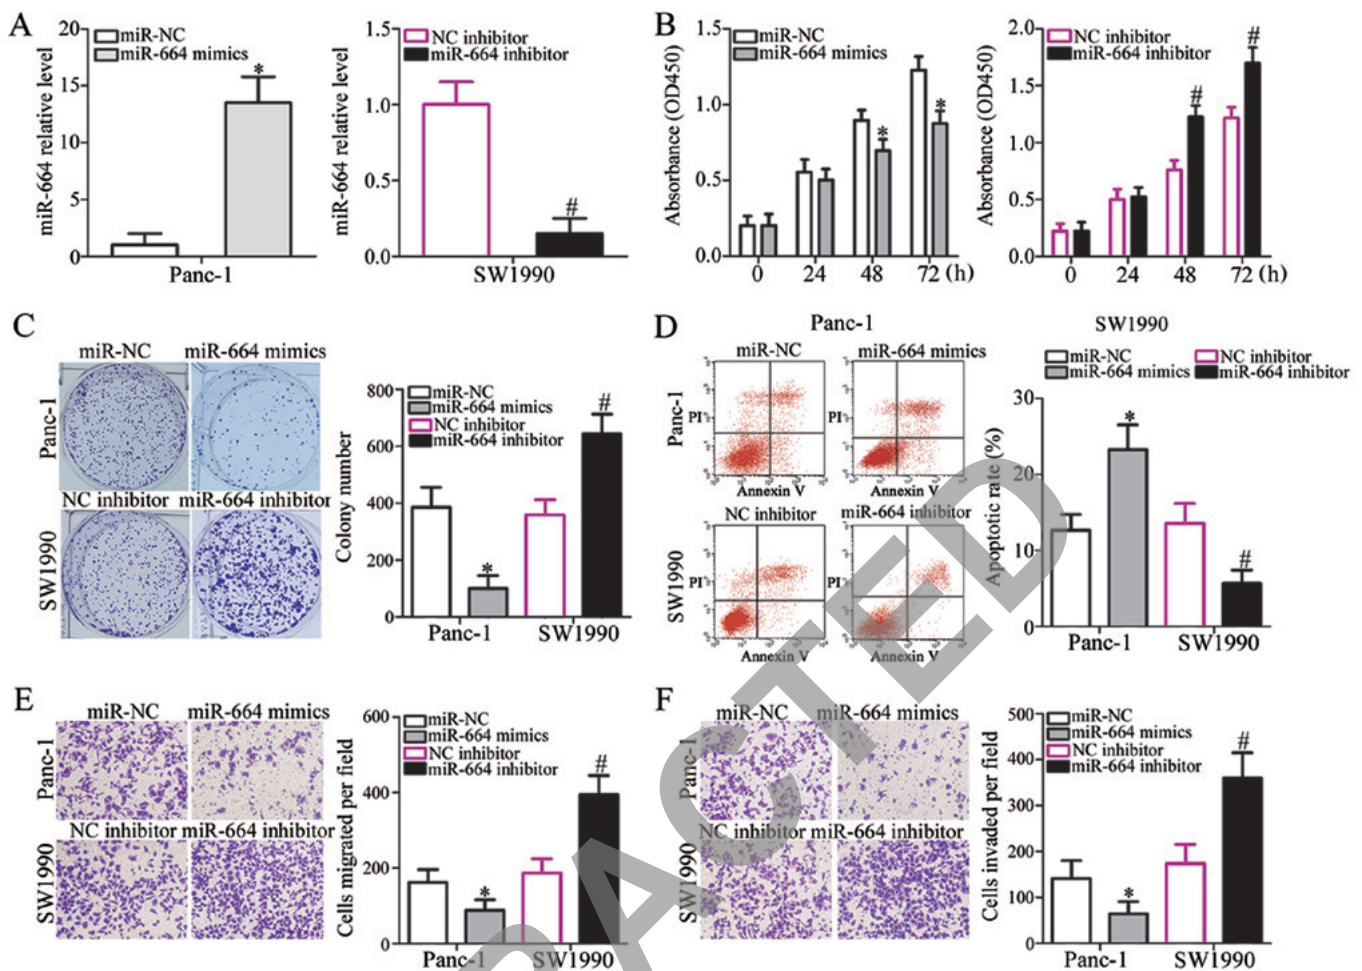 A
20
15
10
5
0
miR-664 relative level
miR-NC
miR-664 mimics
*
Panc-1
1.5
1.0
0.5
0.0
miR-664 relative level
NC inhibitor
miR-664 inhibitor
#
SW1990
B
1.5
1.0
0.5
0.0
Absorbance (OD450)
miR-NC
miR-664 mimics
*
*
0 24 48 72 (h)
Panc-1
2.0
1.5
1.0
0.5
0.0
Absorbance (OD450)
NC inhibitor
miR-664 inhibitor
#
#
0 24 48 72 (h)
SW1990
C
miR-NC miR-664 mimics
Panc-1
NC inhibitor miR-664 inhibitor
SW1990
800
600
400
200
0
Colony number
miR-NC
miR-664 mimics
NC inhibitor
miR-664 inhibitor
*
#
Panc-1 SW1990
D
miR-NC miR-664 mimics
Panc-1
PI PI
Annexin V Annexin V
NC inhibitor miR-664 inhibitor
SW1990
PI PI
Annexin V Annexin V
miR-NC NC inhibitor
miR-664 mimics miR-664 inhibitor
30
20
10
0
Apoptotic rate (%)
*
#
Panc-1 SW1990
E
miR-NC miR-664 mimics
Panc-1
NC inhibitor miR-664 inhibitor
SW1990
600
400
200
0
Cells migrated per field
miR-NC
miR-664 mimics
NC inhibitor
miR-664 inhibitor
*
#
Panc-1 SW1990
F
miR-NC miR-664 mimics
Panc-1
NC inhibitor miR-664 inhibitor
SW1990
500
400
300
200
100
0
Cells invaded per field
miR-NC
miR-664 mimics
NC inhibitor
miR-664 inhibitor
*
#
Panc-1 SW1990
RACTED